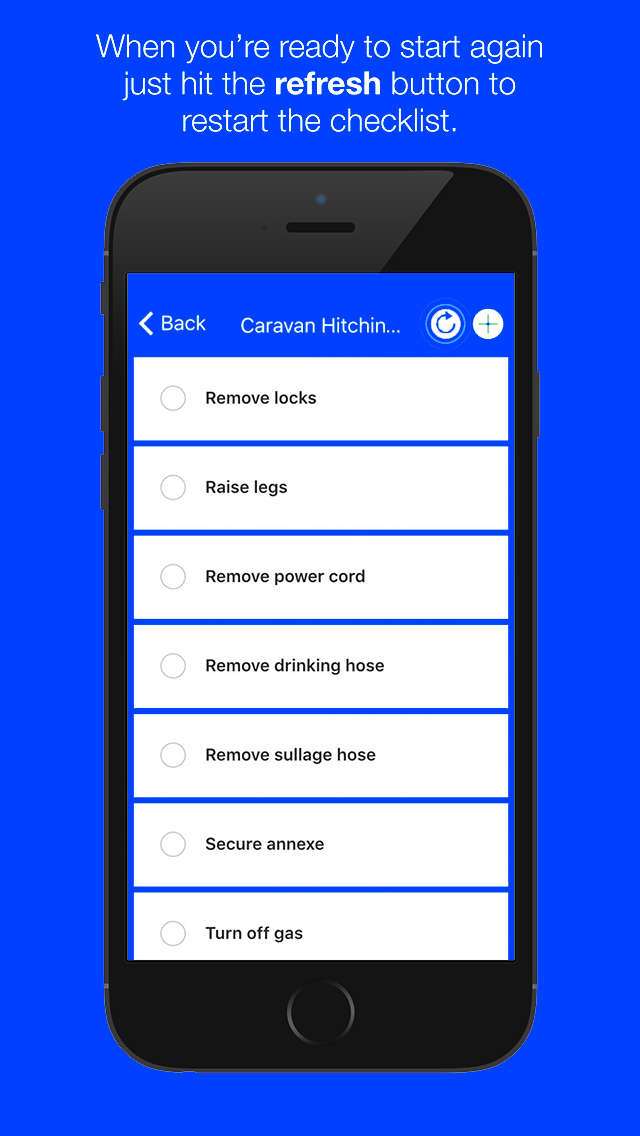 When you’re ready to start again
just hit the refresh button to
restart the checklist.
Back
Caravan Hitchin...
Remove locks
Raise legs
Remove power cord
Remove drinking hose
Remove sullage hose
Secure annexe
Turn off gas